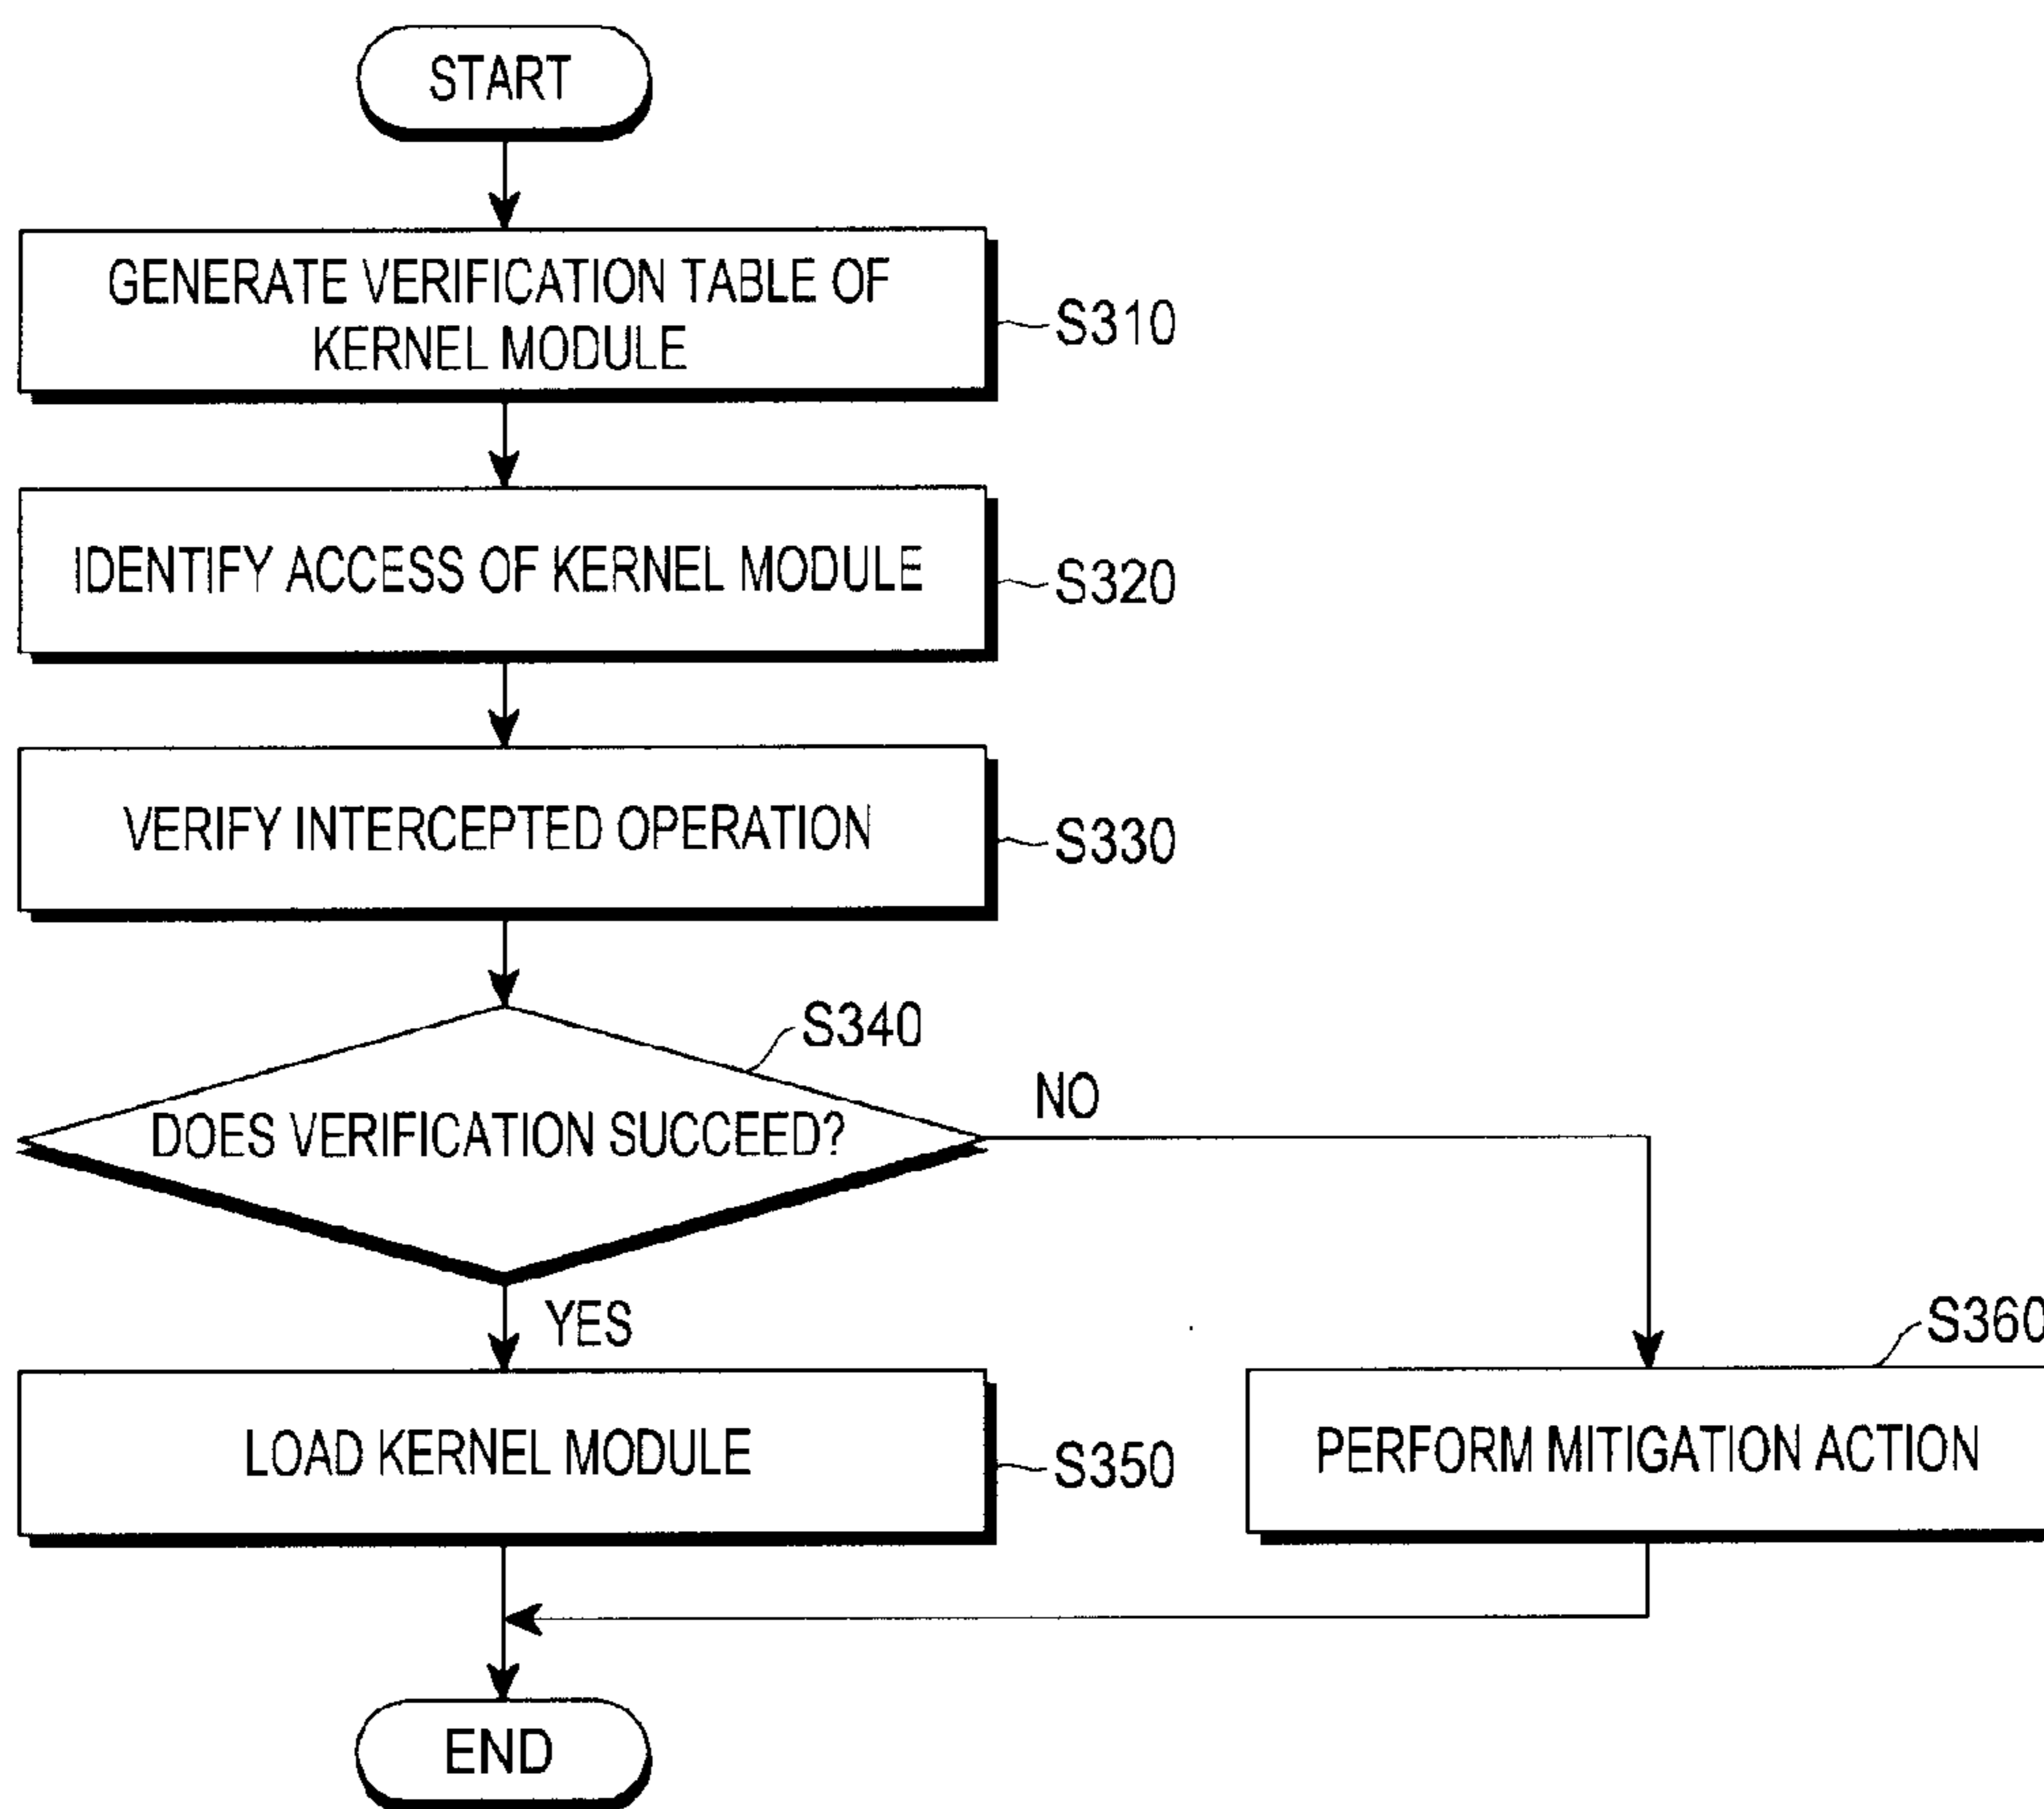 START
GENERATE VERIFICATION TABLE OF
KERNEL MODULE
S310
IDENTIFY ACCESS OF KERNEL MODULE
S320
VERIFY INTERCEPTED OPERATION
S330
S340
DOES VERIFICATION SUCCEED?
NO
YES
S360
LOAD KERNEL MODULE
S350
PERFORM MITIGATION ACTION
END